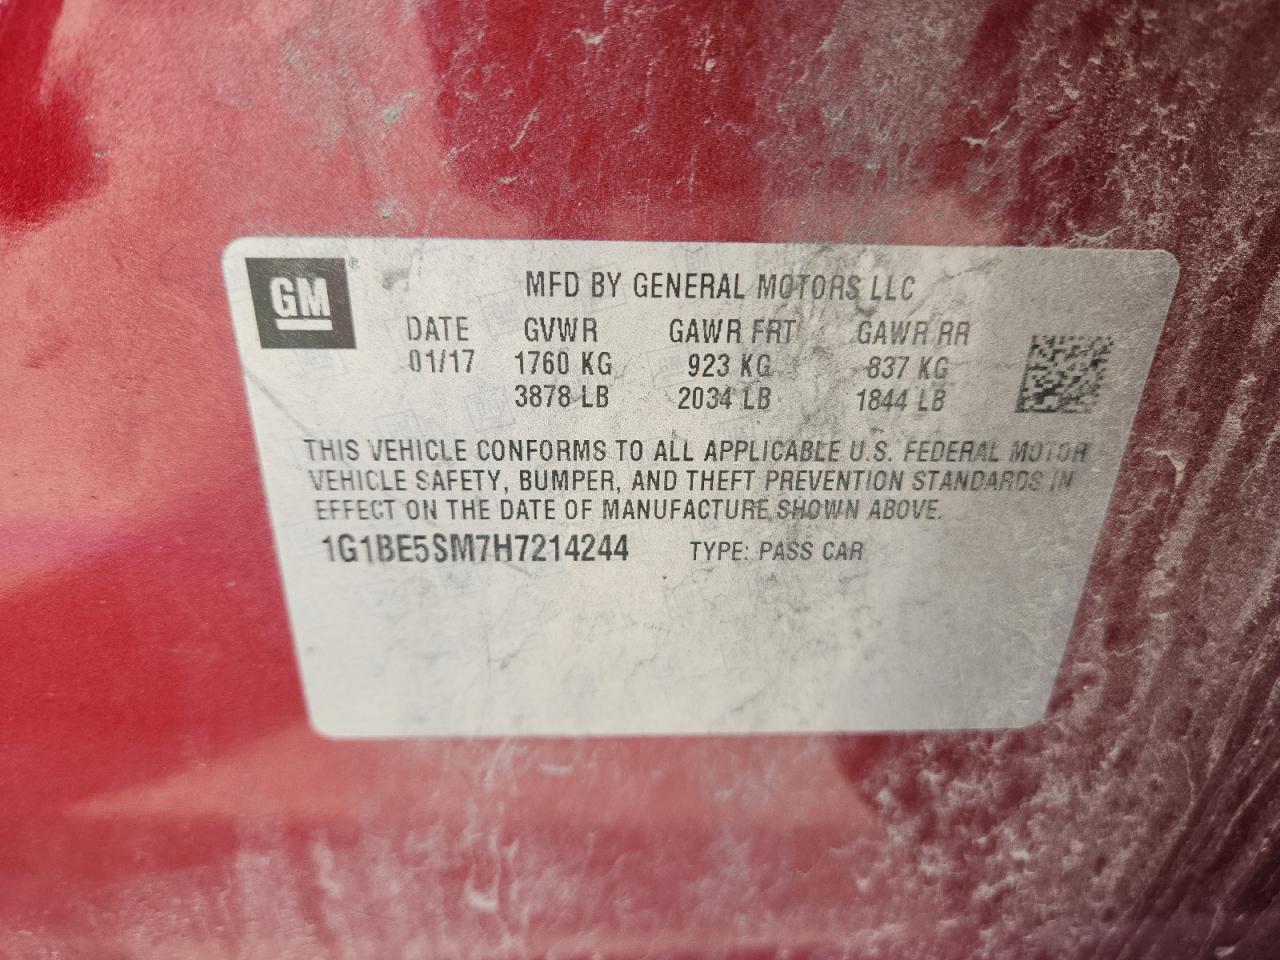 GM ®
MFD BY GENERAL MOTORS LLC
DATE GVWR GAWR FRT GAWR RR
01/17 1760 KG 923 KG 837 KG
3878 LB 2034 LB 1844 LB
THIS VEHICLE CONFORMS TO ALL APPLICABLE U.S. FEDERAL MOTOR
VEHICLE SAFETY, BUMPER, AND THEFT PREVENTION STANDARDS IN
EFFECT ON THE DATE OF MANUFACTURE SHOWN ABOVE.
1G1BE5SM7H7214244 TYPE: PASS CAR